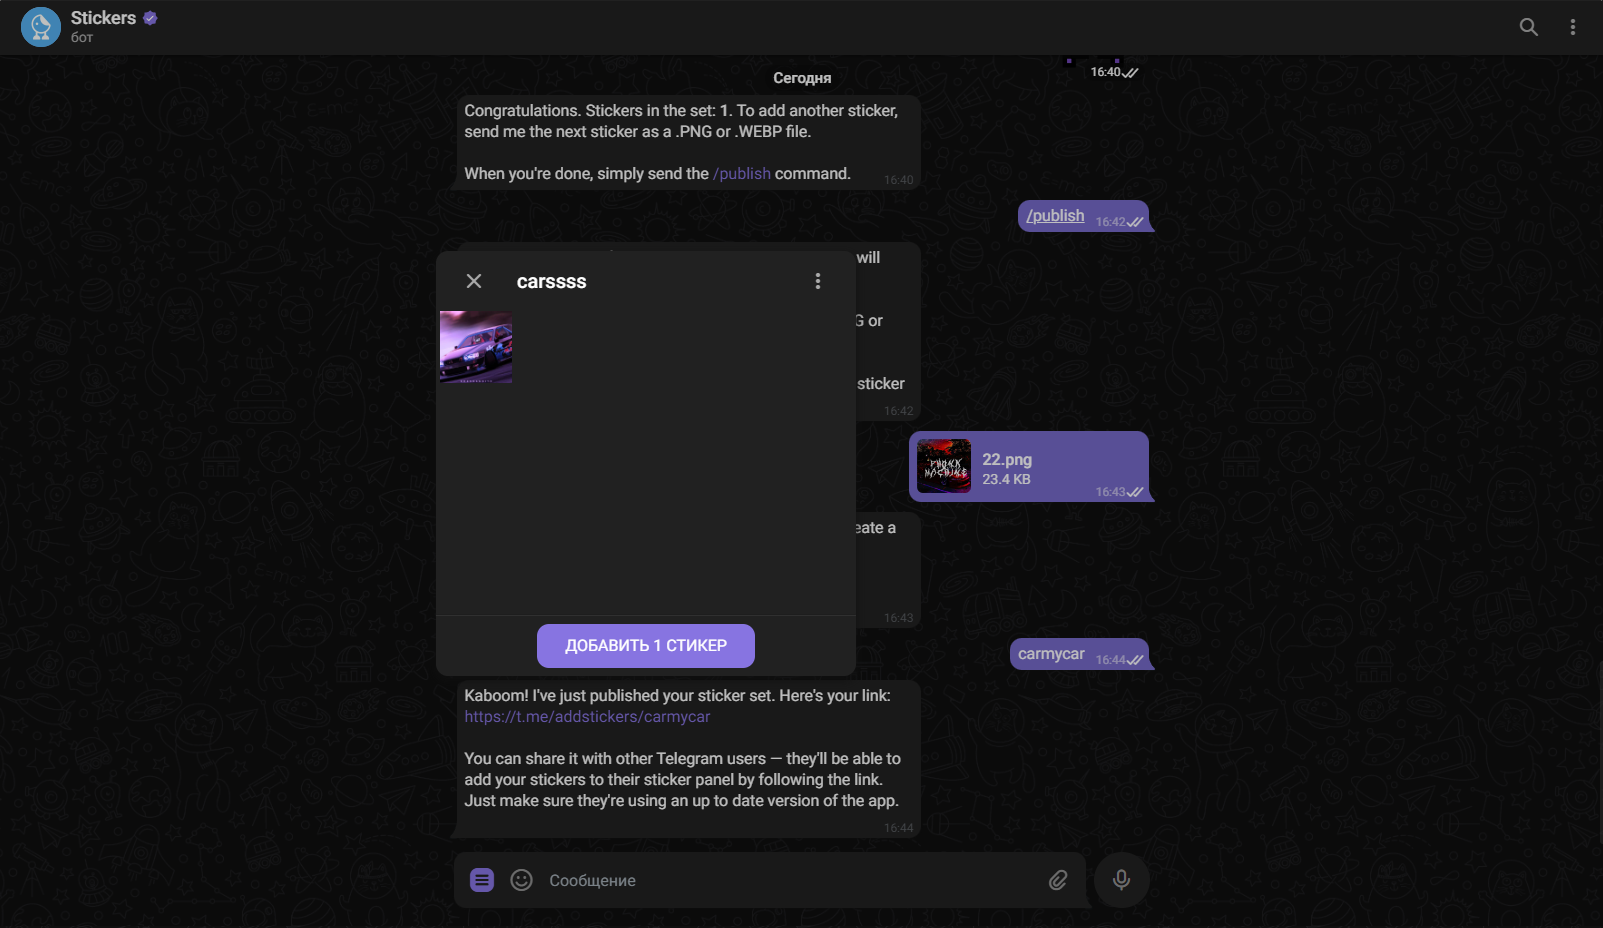 Stickers
бот
16:40
Сегодня
Congratulations. Stickers in the set: 1. To add another sticker,
send me the next sticker as a .PNG or .WEBP file.
When you're done, simply send the /publish command.
16:40
/publish
16:42
will
G or
sticker
16:42
carssss
PHONKK
MACHINE
22.png
23.4 KB
16:43
eate a
16:43
ДОБАВИТЬ 1 СТИКЕР
carmycar
16:44
Kaboom! I've just published your sticker set. Here's your link:
https://t.me/addstickers/carmycar
You can share it with other Telegram users — they'll be able to
add your stickers to their sticker panel by following the link.
Just make sure they're using an up to date version of the app.
16:44
Сообщение